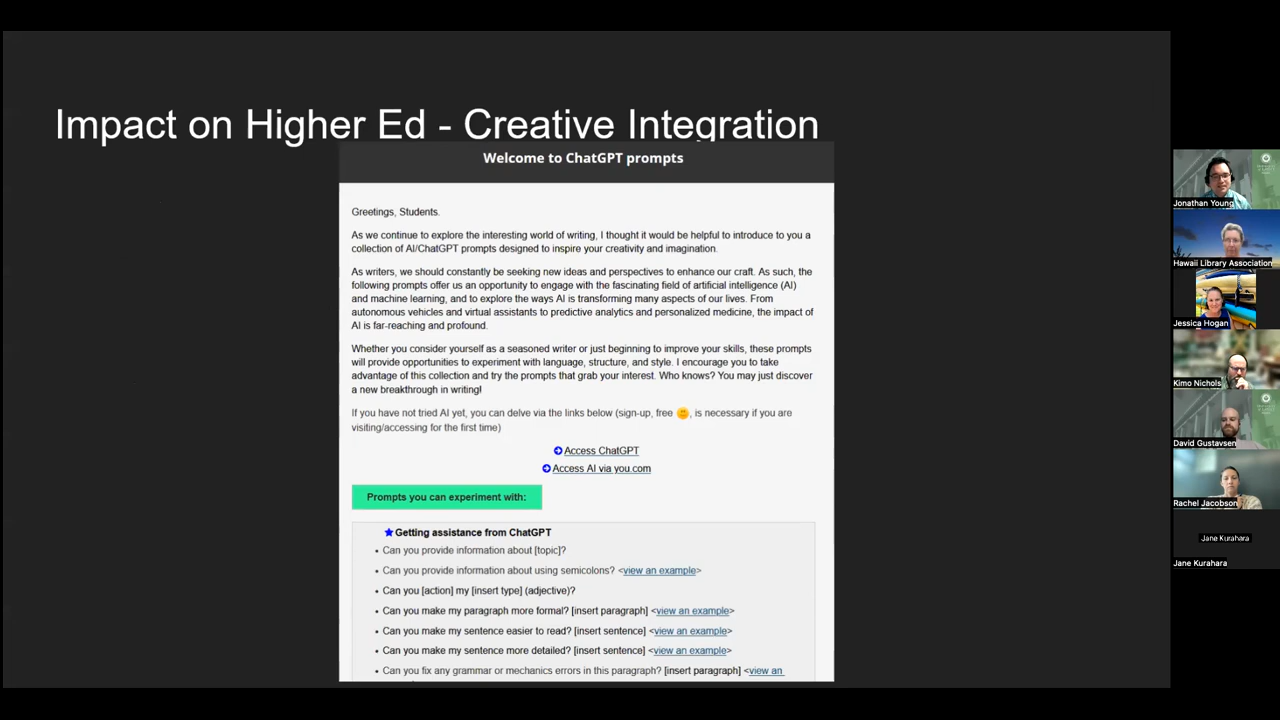 Impact on Higher Ed - Creative Integration
Welcome to ChatGPT prompts
Greetings, Students.
As we continue to explore the interesting world of writing, I thought it would be helpful to introduce to you a
collection of AI/ChatGPT prompts designed to inspire your creativity and imagination.
As writers, we should constantly be seeking new ideas and perspectives to enhance our craft. As such, the
following prompts offer us an opportunity to engage with the fascinating field of artificial intelligence (AI)
and machine learning, and to explore the ways AI is transforming many aspects of our lives. From
autonomous vehicles and virtual assistants to predictive analytics and personalized medicine, the impact of
AI is far-reaching and profound.
Whether you consider yourself as a seasoned writer or just beginning to improve your skills, these prompts
will provide opportunities to experiment with language, structure, and style. I encourage you to take
advantage of this collection and try the prompts that grab your interest. Who knows? You may just discover
a new breakthrough in writing!
If you have not tried AI yet, you can delve via the links below (sign-up, free 🙂, is necessary if you are
visiting/accessing for the first time)
Access ChatGPT
Access AI via you.com
Prompts you can experiment with:
Getting assistance from ChatGPT
• Can you provide information about [topic]?
• Can you provide information about using semicolons? <view an example>
• Can you [action] my [insert type] (adjective)?
• Can you make my paragraph more formal? [insert paragraph] <view an example>
• Can you make my sentence easier to read? [insert sentence] <view an example>
• Can you make my sentence more detailed? [insert sentence] <view an example>
• Can you fix any grammar or mechanics errors in this paragraph? [insert paragraph] <view an
Jonathan Young
Hawaii Library Association
Jessica Hogan
Kimo Nichols
David Gustavsen
Rachel Jacobson
Jane Kurahara
Jane Kurahara